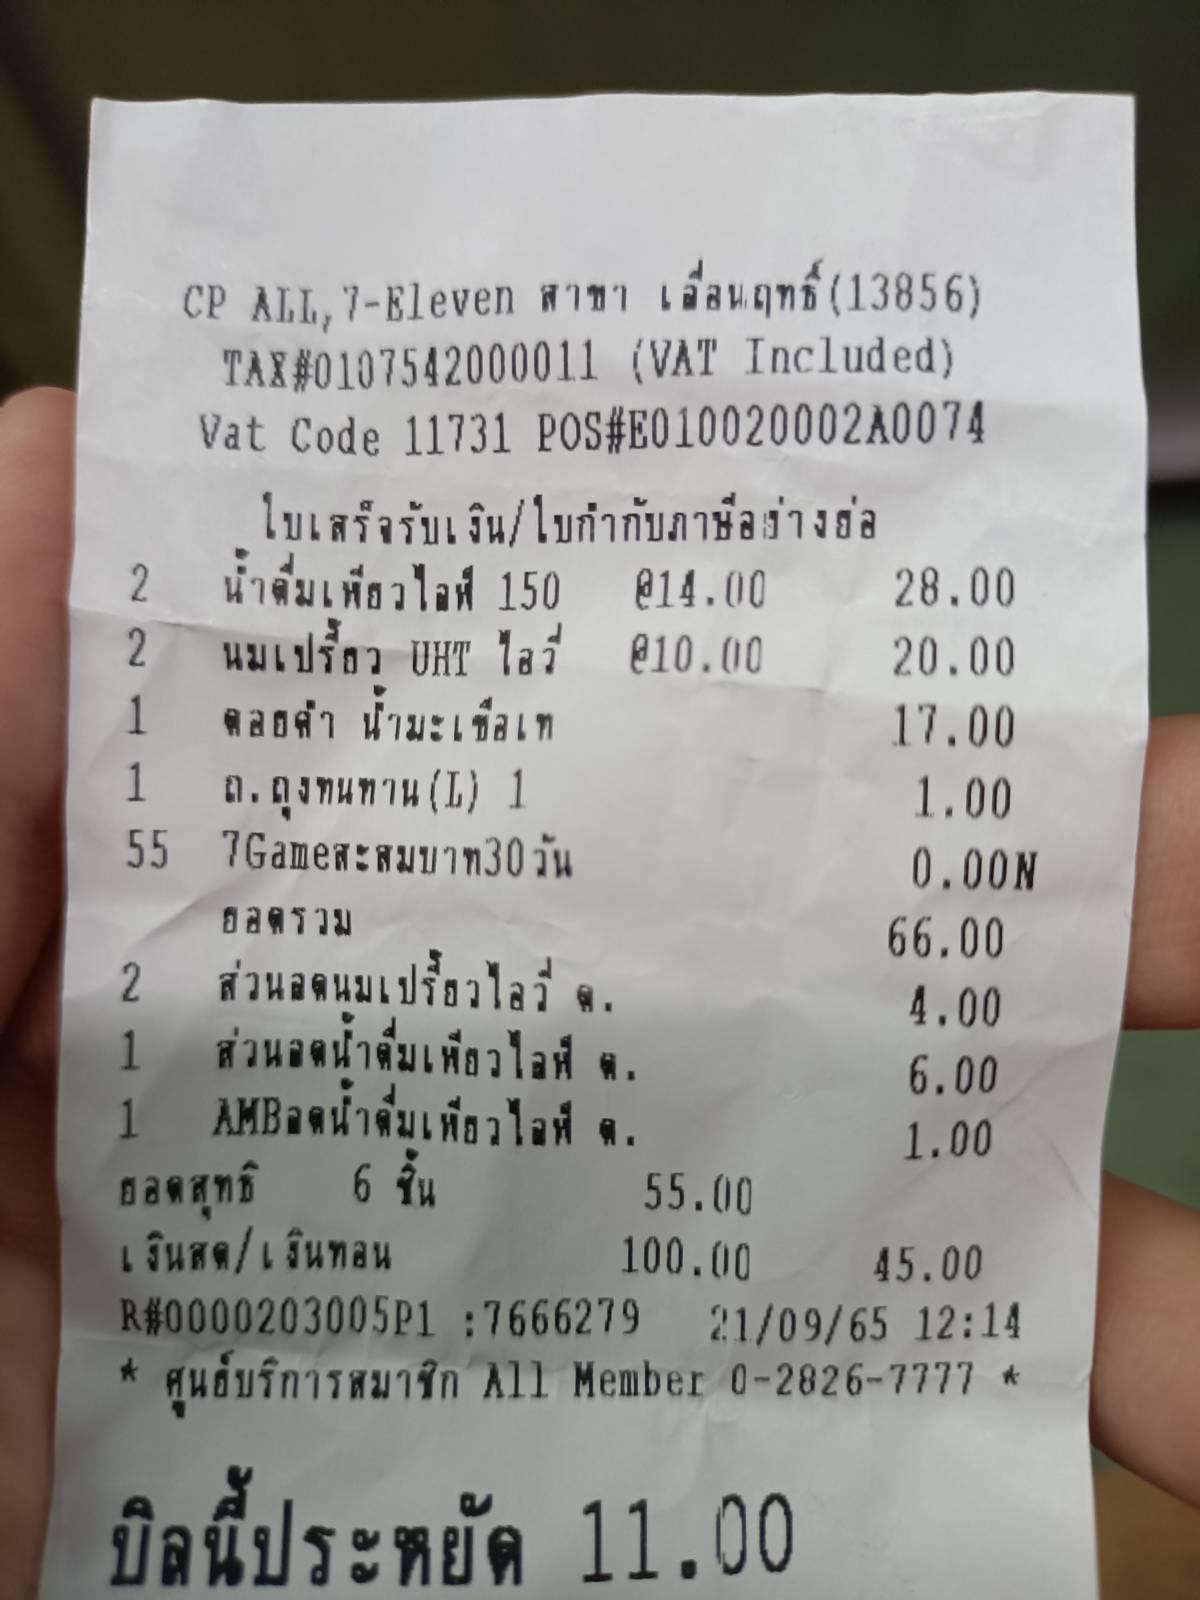 CP ALL,7-Eleven สาขา เลื่อนฤทธิ์(13856)
TAX#0107542000011 (VAT Included)
Vat Code 11731 POS#E010020002A0074
ใบเสร็จรับเงิน/ใบกำกับภาษีอย่างย่อ
2 น้ำดื่มเพียวไลฟ์ 150 @14.00 28.00
2 นมเปรี้ยว UHT ไอวี่ @10.00 20.00
1 ดอยคำ น้ำมะเขือเท 17.00
1 ถ.ถุงทนทาน(L) 1 1.00
55 7Gameสะสมบาท30วัน 0.00N
ยอดรวม 66.00
2 ส่วนลดนมเปรี้ยวไอวี่ ด. 4.00
1 ส่วนลดน้ำดื่มเพียวไลฟ์ ด. 6.00
1 AMBลดน้ำดื่มเพียวไลฟ์ ด. 1.00
ยอดสุทธิ 6 ชิ้น 55.00
เงินสด/เงินทอน 100.00 45.00
R#0000203005P1 :7666279 21/09/65 12:14
* ศูนย์บริการสมาชิก All Member 0-2826-7777 *
บิลนี้ประหยัด 11.00